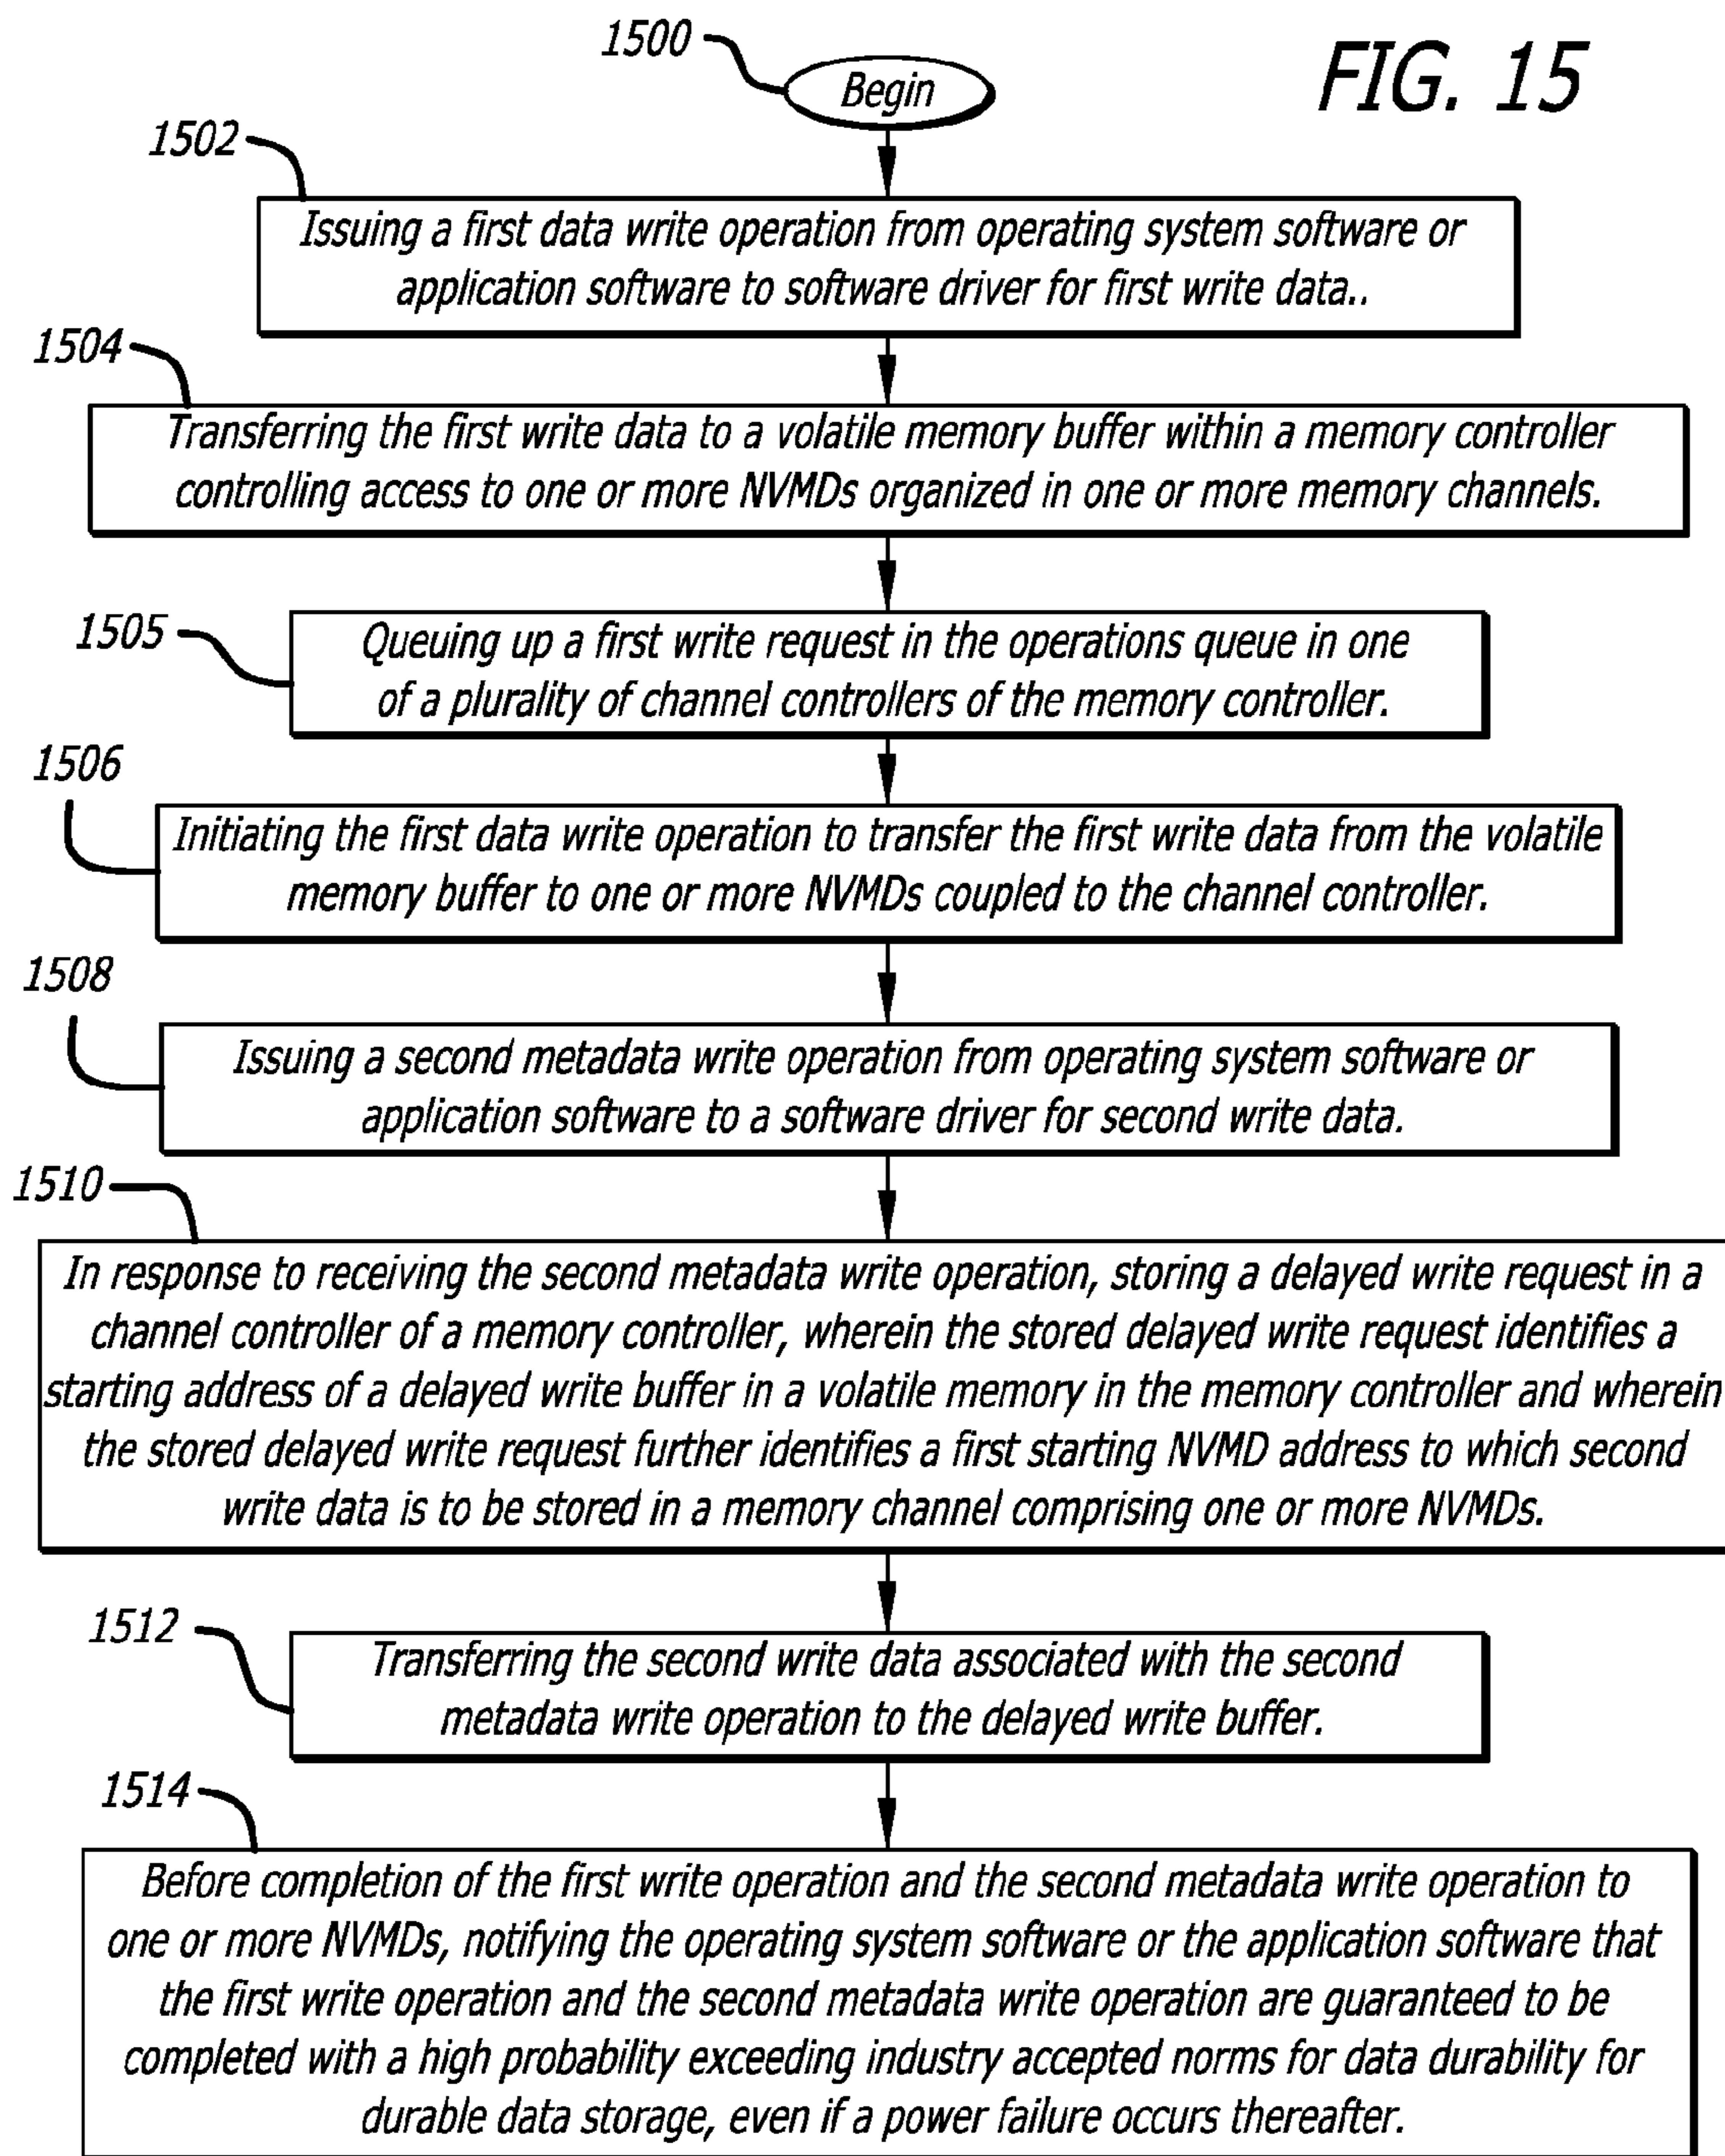 1500
Begin
FIG. 15
1502
Issuing a first data write operation from operating system software or
application software to software driver for first write data..
1504
Transferring the first write data to a volatile memory buffer within a memory controller
controlling access to one or more NVMDs organized in one or more memory channels.
1505
Queuing up a first write request in the operations queue in one
of a plurality of channel controllers of the memory controller.
1506
Initiating the first data write operation to transfer the first write data from the volatile
memory buffer to one or more NVMDs coupled to the channel controller.
1508
Issuing a second metadata write operation from operating system software or
application software to a software driver for second write data.
1510
In response to receiving the second metadata write operation, storing a delayed write request in a
channel controller of a memory controller, wherein the stored delayed write request identifies a
starting address of a delayed write buffer in a volatile memory in the memory controller and wherein
the stored delayed write request further identifies a first starting NVMD address to which second
write data is to be stored in a memory channel comprising one or more NVMDs.
1512
Transferring the second write data associated with the second
metadata write operation to the delayed write buffer.
1514
Before completion of the first write operation and the second metadata write operation to
one or more NVMDs, notifying the operating system software or the application software that
the first write operation and the second metadata write operation are guaranteed to be
completed with a high probability exceeding industry accepted norms for data durability for
durable data storage, even if a power failure occurs thereafter.